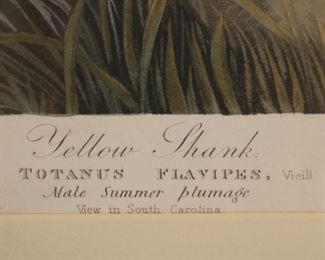 Yellow Shank.
TOTANUS FLAVIPES, Vieill
Male Summer plumage
View in South Carolina.